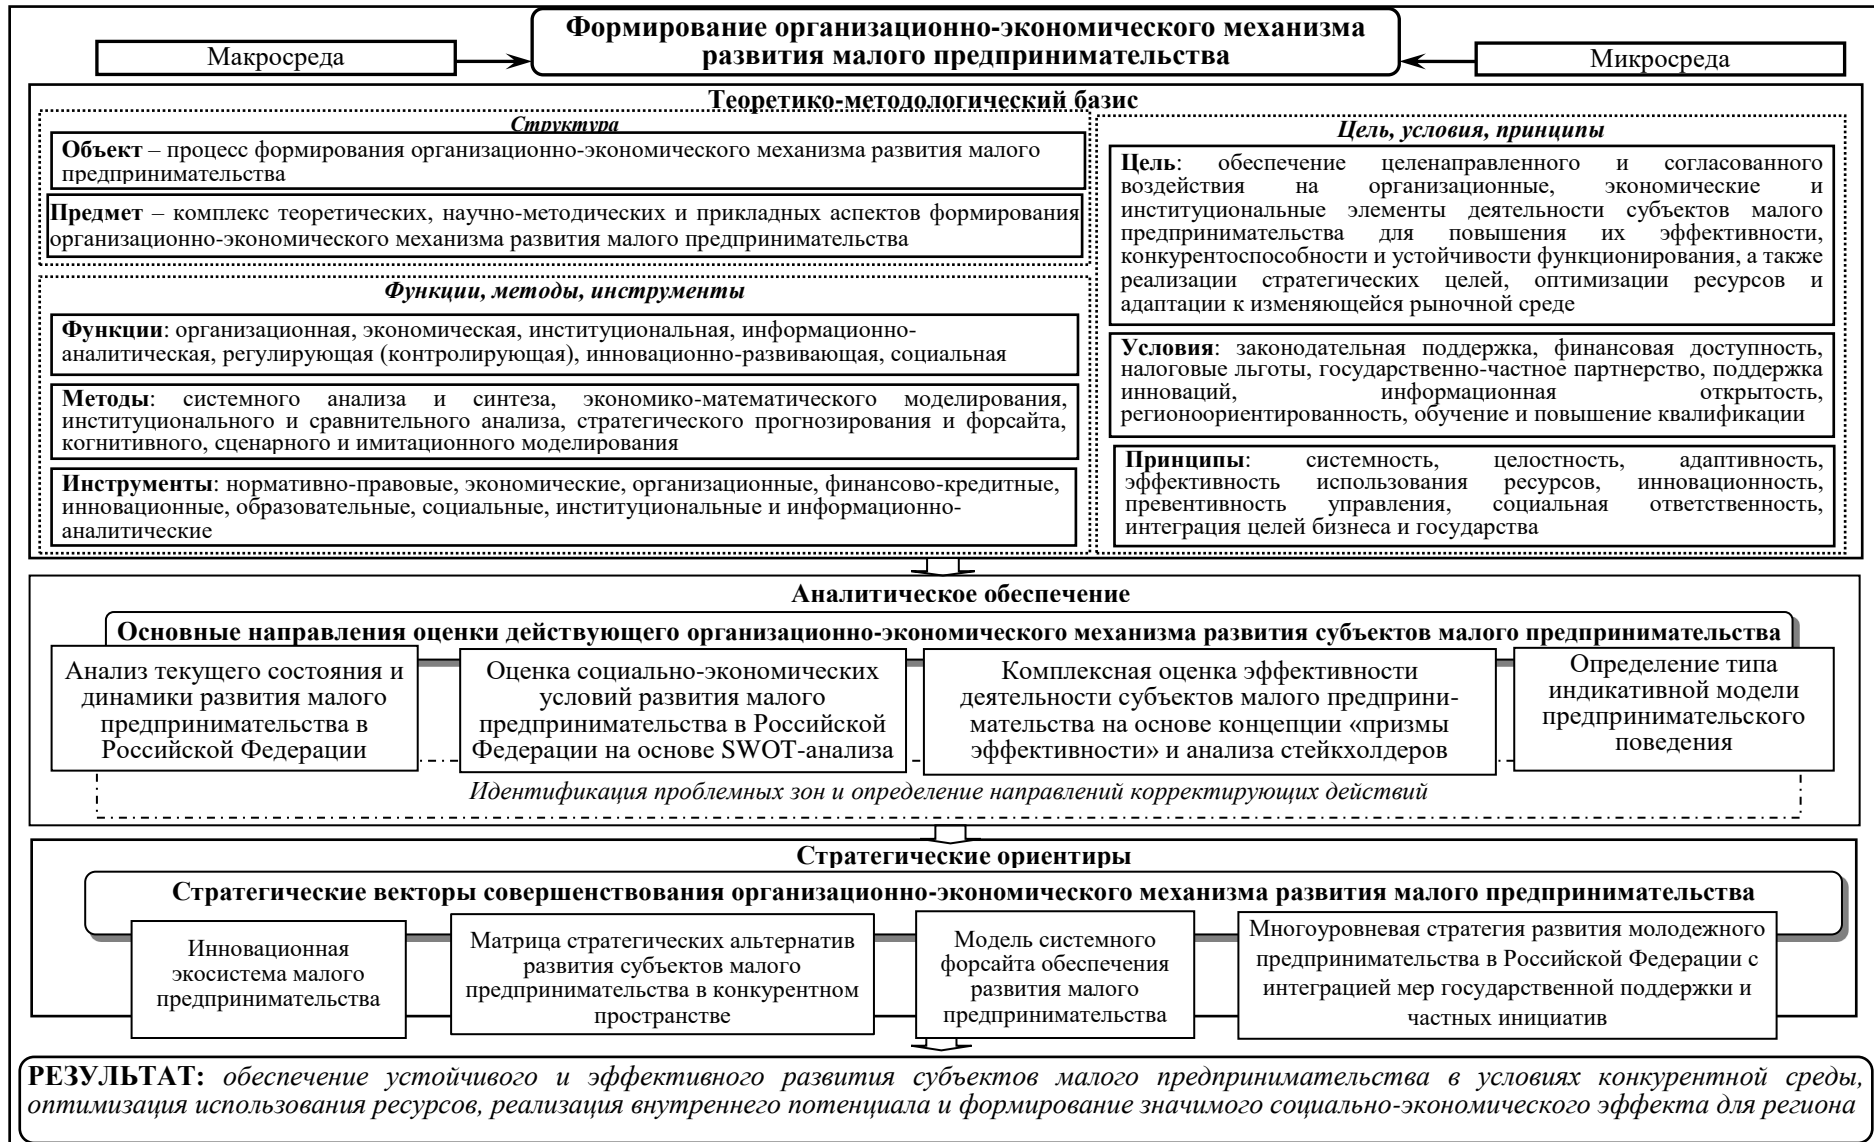 Формирование организационно-экономического механизма
развития малого предпринимательства
Макросреда
Микросреда
Теоретико-методологический базис
Структура
Объект – процесс формирования организационно-экономического механизма развития малого
предпринимательства
Предмет – комплекс теоретических, научно-методических и прикладных аспектов формирования
организационно-экономического механизма развития малого предпринимательства
Функции, методы, инструменты
Функции: организационная, экономическая, институциональная, информационно-
аналитическая, регулирующая (контролирующая), инновационно-развивающая, социальная
Методы: системного анализа и синтеза, экономико-математического моделирования,
институционального и сравнительного анализа, стратегического прогнозирования и форсайта,
когнитивного, сценарного и имитационного моделирования
Инструменты: нормативно-правовые, экономические, организационные, финансово-кредитные,
инновационные, образовательные, социальные, институциональные и информационно-
аналитические
Цель, условия, принципы
Цель: обеспечение целенаправленного и согласованного
воздействия на организационные, экономические и
институциональные элементы деятельности субъектов малого
предпринимательства для повышения их эффективности,
конкурентоспособности и устойчивости функционирования, а также
реализации стратегических целей, оптимизации ресурсов и
адаптации к изменяющейся рыночной среде
Условия: законодательная поддержка, финансовая доступность,
налоговые льготы, государственно-частное партнерство, поддержка
инноваций, информационная открытость,
регионоориентированность, обучение и повышение квалификации
Принципы: системность, целостность, адаптивность,
эффективность использования ресурсов, инновационность,
превентивность управления, социальная ответственность,
интеграция целей бизнеса и государства
Аналитическое обеспечение
Основные направления оценки действующего организационно-экономического механизма развития субъектов малого предпринимательства
Анализ текущего состояния и
динамики развития малого
предпринимательства в
Российской Федерации
Оценка социально-экономических
условий развития малого
предпринимательства в Российской
Федерации на основе SWOT-анализа
Комплексная оценка эффективности
деятельности субъектов малого предприни-
мательства на основе концепции «призмы
эффективности» и анализа стейкхолдеров
Определение типа
индикативной модели
предпринимательского
поведения
Идентификация проблемных зон и определение направлений корректирующих действий
Стратегические ориентиры
Стратегические векторы совершенствования организационно-экономического механизма развития малого предпринимательства
Инновационная
экосистема малого
предпринимательства
Матрица стратегических альтернатив
развития субъектов малого
предпринимательства в конкурентном
пространстве
Модель системного
форсайта обеспечения
развития малого
предпринимательства
Многоуровневая стратегия развития молодежного
предпринимательства в Российской Федерации с
интеграцией мер государственной поддержки и
частных инициатив
РЕЗУЛЬТАТ: обеспечение устойчивого и эффективного развития субъектов малого предпринимательства в условиях конкурентной среды,
оптимизация использования ресурсов, реализация внутреннего потенциала и формирование значимого социально-экономического эффекта для региона